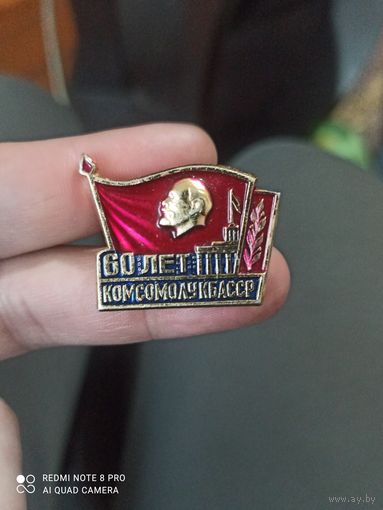 60 ЛЕТ
КОМСОМОЛУ КБАССР
REDMI NOTE 8 PRO
AI QUAD CAMERA
www.ay.by